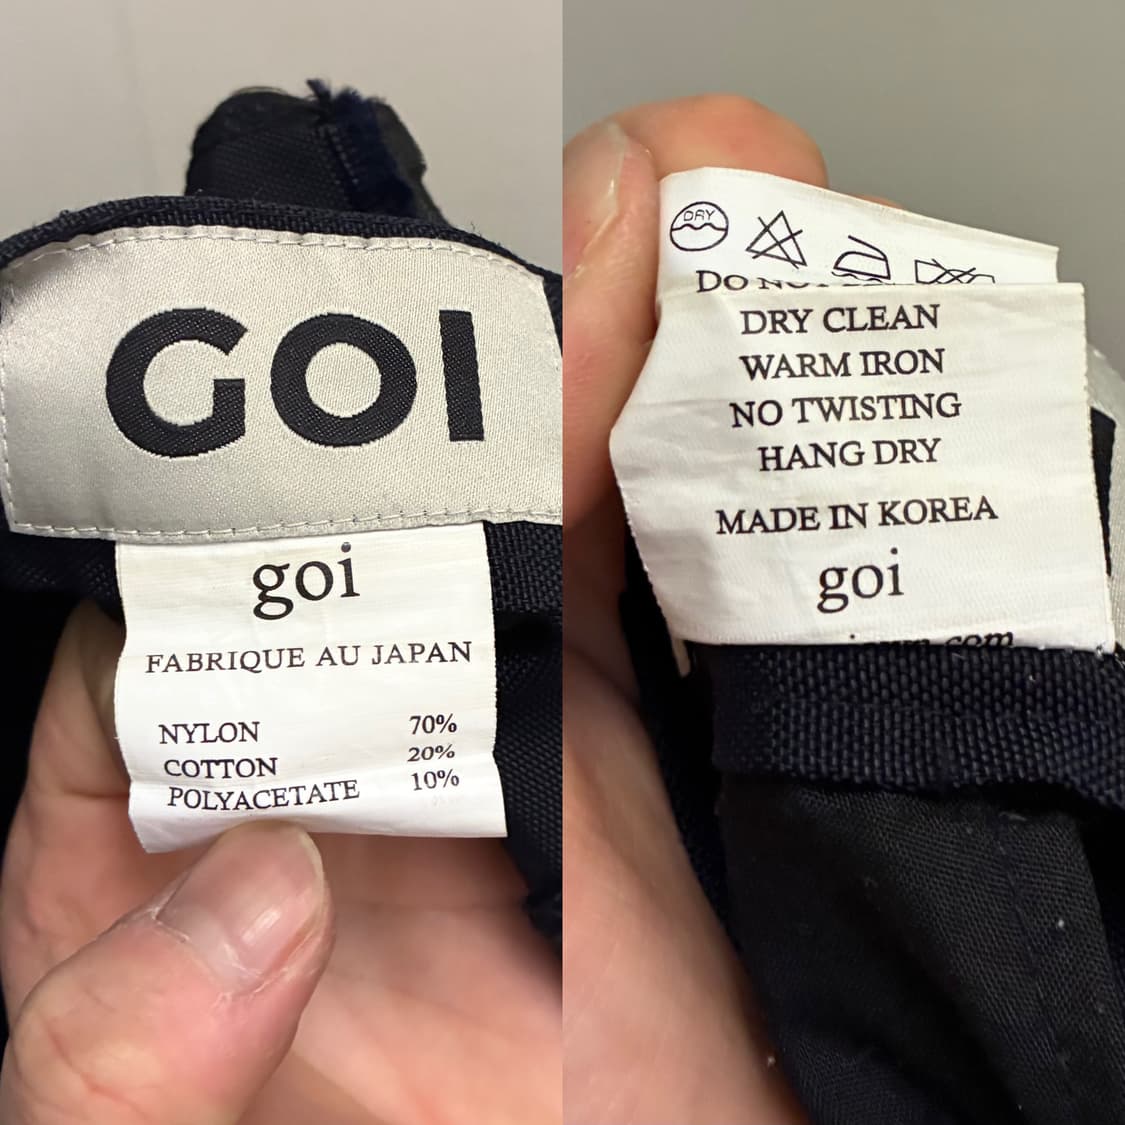 GOI
goi
FABRIQUE AU JAPAN
NYLON 70%
COTTON 20%
POLYACETATE 10%
DRY
DO
DRY CLEAN
WARM IRON
NO TWISTING
HANG DRY
MADE IN KOREA
goi